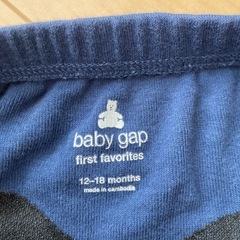 baby gap
first favorites
12–18 months
made in cambodia